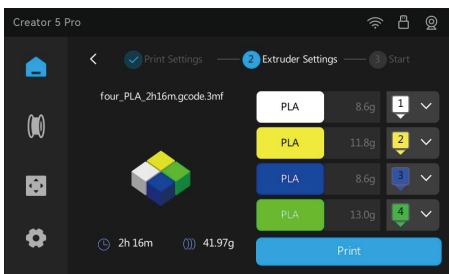 Creator 5 Pro
Print Settings 2 Extruder Settings 3 Start
four_PLA_2h16m.gcode.3mf
PLA 8.6g 1
PLA 11.8g 2
PLA 8.6g 3
PLA 13.0g 4
2h 16m 41.97g
Print